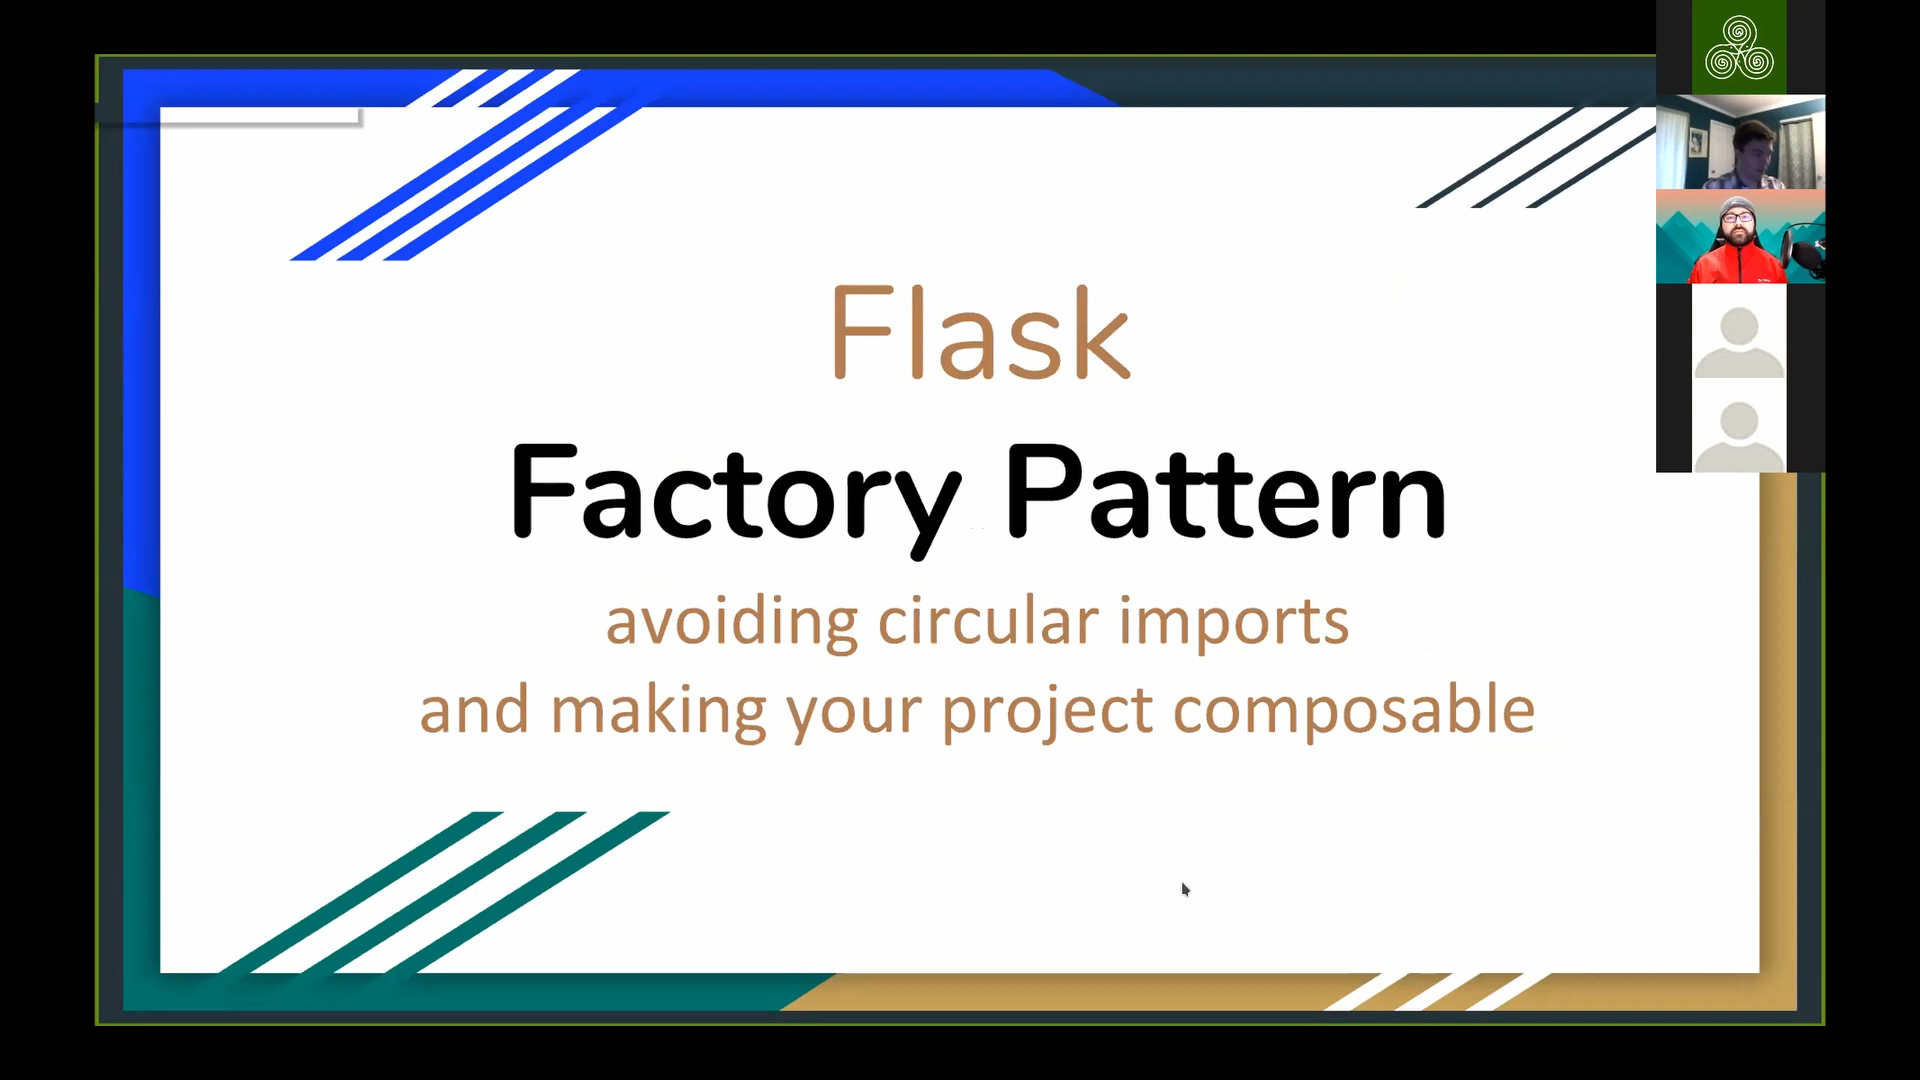 Flask
Factory Pattern
avoiding circular imports
and making your project composable